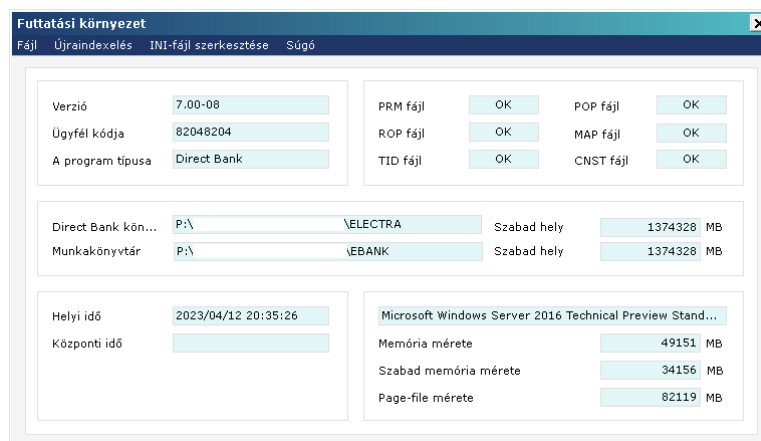 Futtatási környezet
Fájl Újraindexelés INI-fájl szerkesztése Súgó
Verzió 7.00-08
Ügyfél kódja 82048204
A program típusa Direct Bank
PRM fájl OK POP fájl OK
ROP fájl OK MAP fájl OK
TID fájl OK CNST fájl OK
Direct Bank kön... P:\ \ELECTRA Szabad hely 1374328 MB
Munkakönyvtár P:\ \EBANK Szabad hely 1374328 MB
Helyi idő 2023/04/12 20:35:26
Központi idő
Microsoft Windows Server 2016 Technical Preview Stand...
Memória mérete 49151 MB
Szabad memória mérete 34156 MB
Page-file mérete 82119 MB